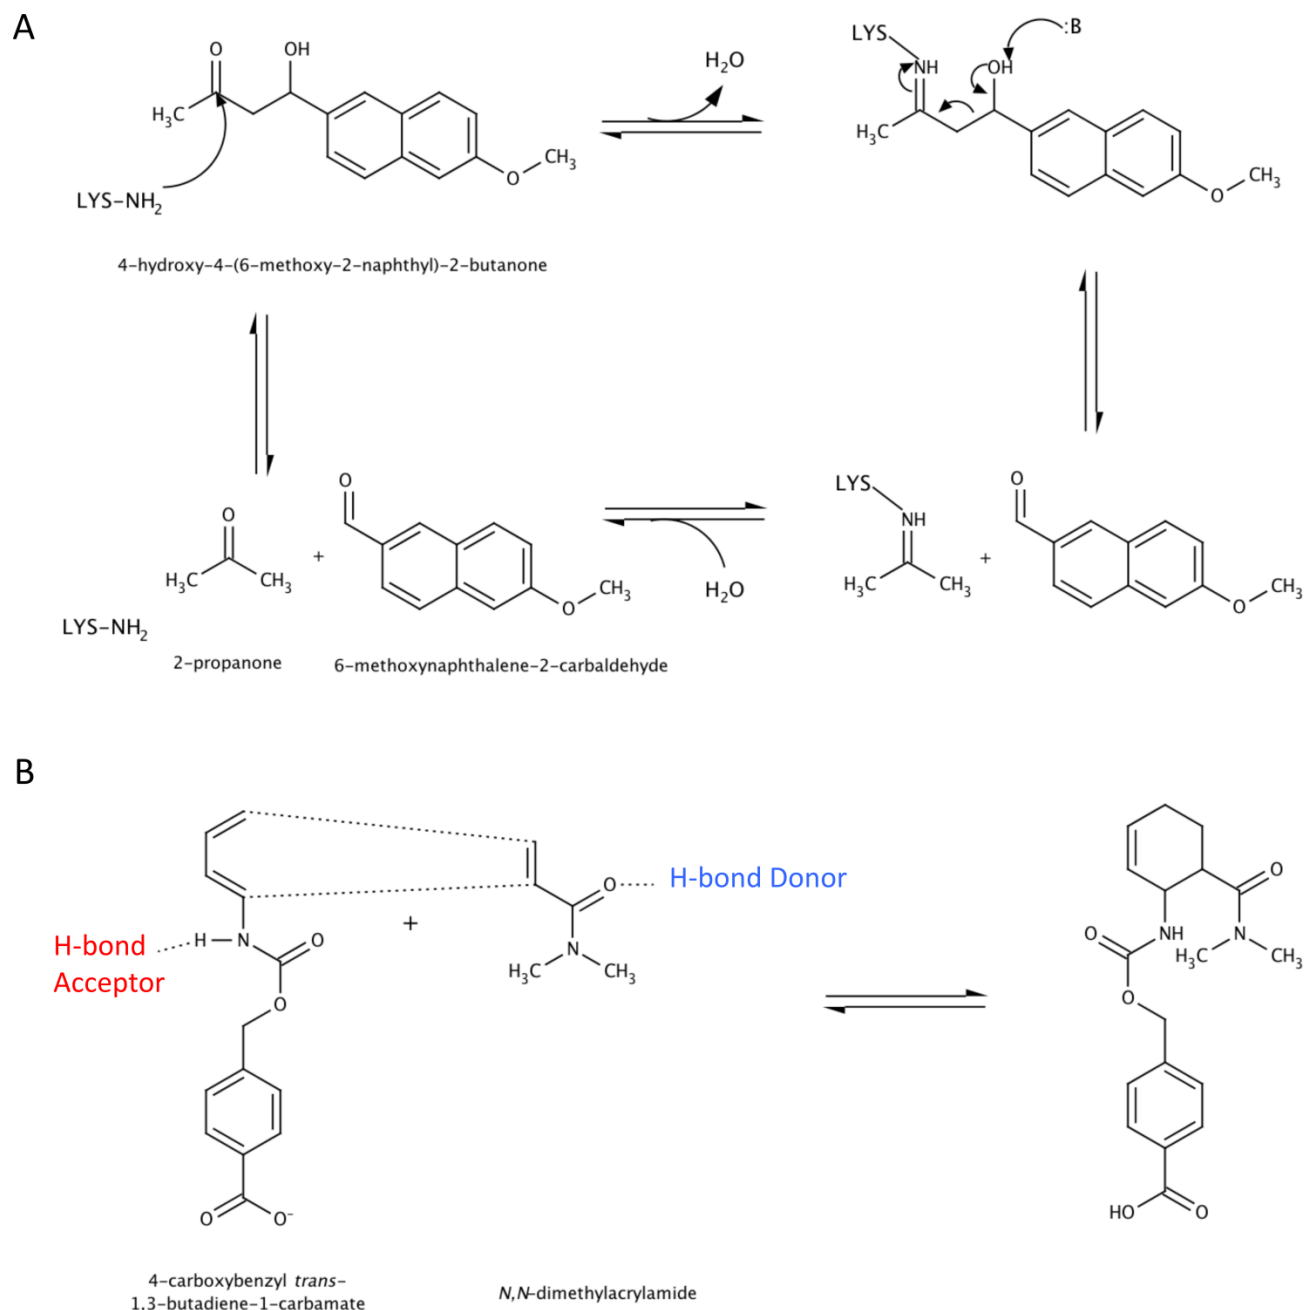 A
O
OH
H₃C
CH₃
O
LYS–NH₂
4–hydroxy–4–(6–methoxy–2–naphthyl)–2–butanone
H₂O
LYS
NH
OH
:B
H₃C
CH₃
O
O
H₃C
CH₃
+
O
CH₃
O
LYS–NH₂
2–propanone
6–methoxynaphthalene–2–carbaldehyde
H₂O
LYS
NH
H₃C
CH₃
+
O
CH₃
O
B
H-bond
Acceptor
H
N
O
O
O
O⁻
4–carboxybenzyl trans–
1,3–butadiene–1–carbamate
+
O
H-bond Donor
N
H₃C
CH₃
N,N–dimethylacrylamide
O
O
NH
N
H₃C
CH₃
O
HO
O